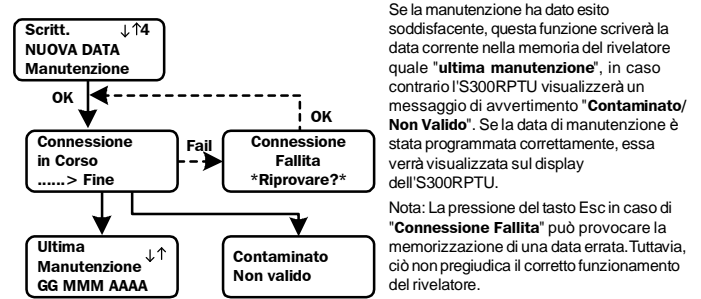 Scritt. ↓↑4
NUOVA DATA
Manutenzione
OK
OK
Connessione
in Corso
......> Fine
Fail
Connessione
Fallita
*Riprovare?*
Ultima
Manutenzione ↓↑
GG MMM AAAA
Contaminato
Non valido
Se la manutenzione ha dato esito
soddisfacente, questa funzione scriverà la
data corrente nella memoria del rivelatore
quale "ultima manutenzione", in caso
contrario l'S300RPTU visualizzerà un
messaggio di avvertimento "Contaminato/
Non Valido". Se la data di manutenzione è
stata programmata correttamente, essa
verrà visualizzata sul display
dell'S300RPTU.
Nota: La pressione del tasto Esc in caso di
"Connessione Fallita" può provocare la
memorizzazione di una data errata. Tuttavia,
ciò non pregiudica il corretto funzionamento
del rivelatore.